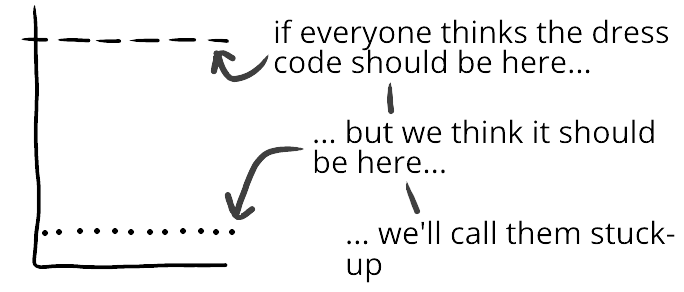 if everyone thinks the dress
code should be here...
... but we think it should
be here...
... we'll call them stuck-
up